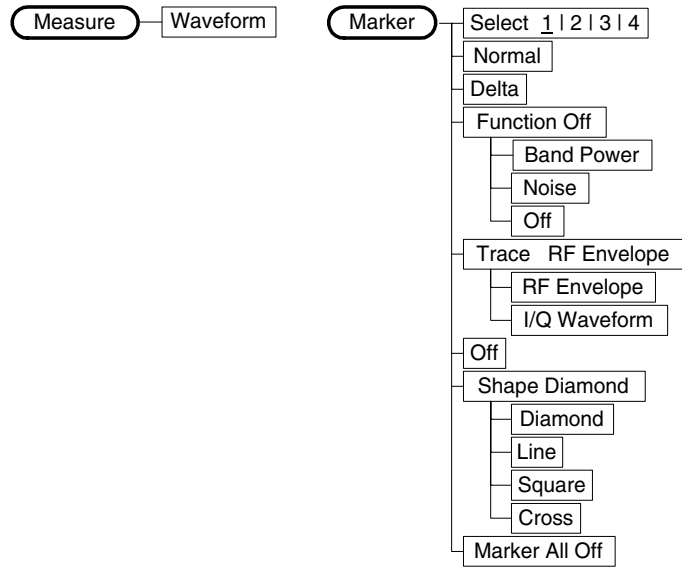 Measure
Waveform
Marker
Select 1 | 2 | 3 | 4
Normal
Delta
Function Off
Band Power
Noise
Off
Trace RF Envelope
RF Envelope
I/Q Waveform
Off
Shape Diamond
Diamond
Line
Square
Cross
Marker All Off